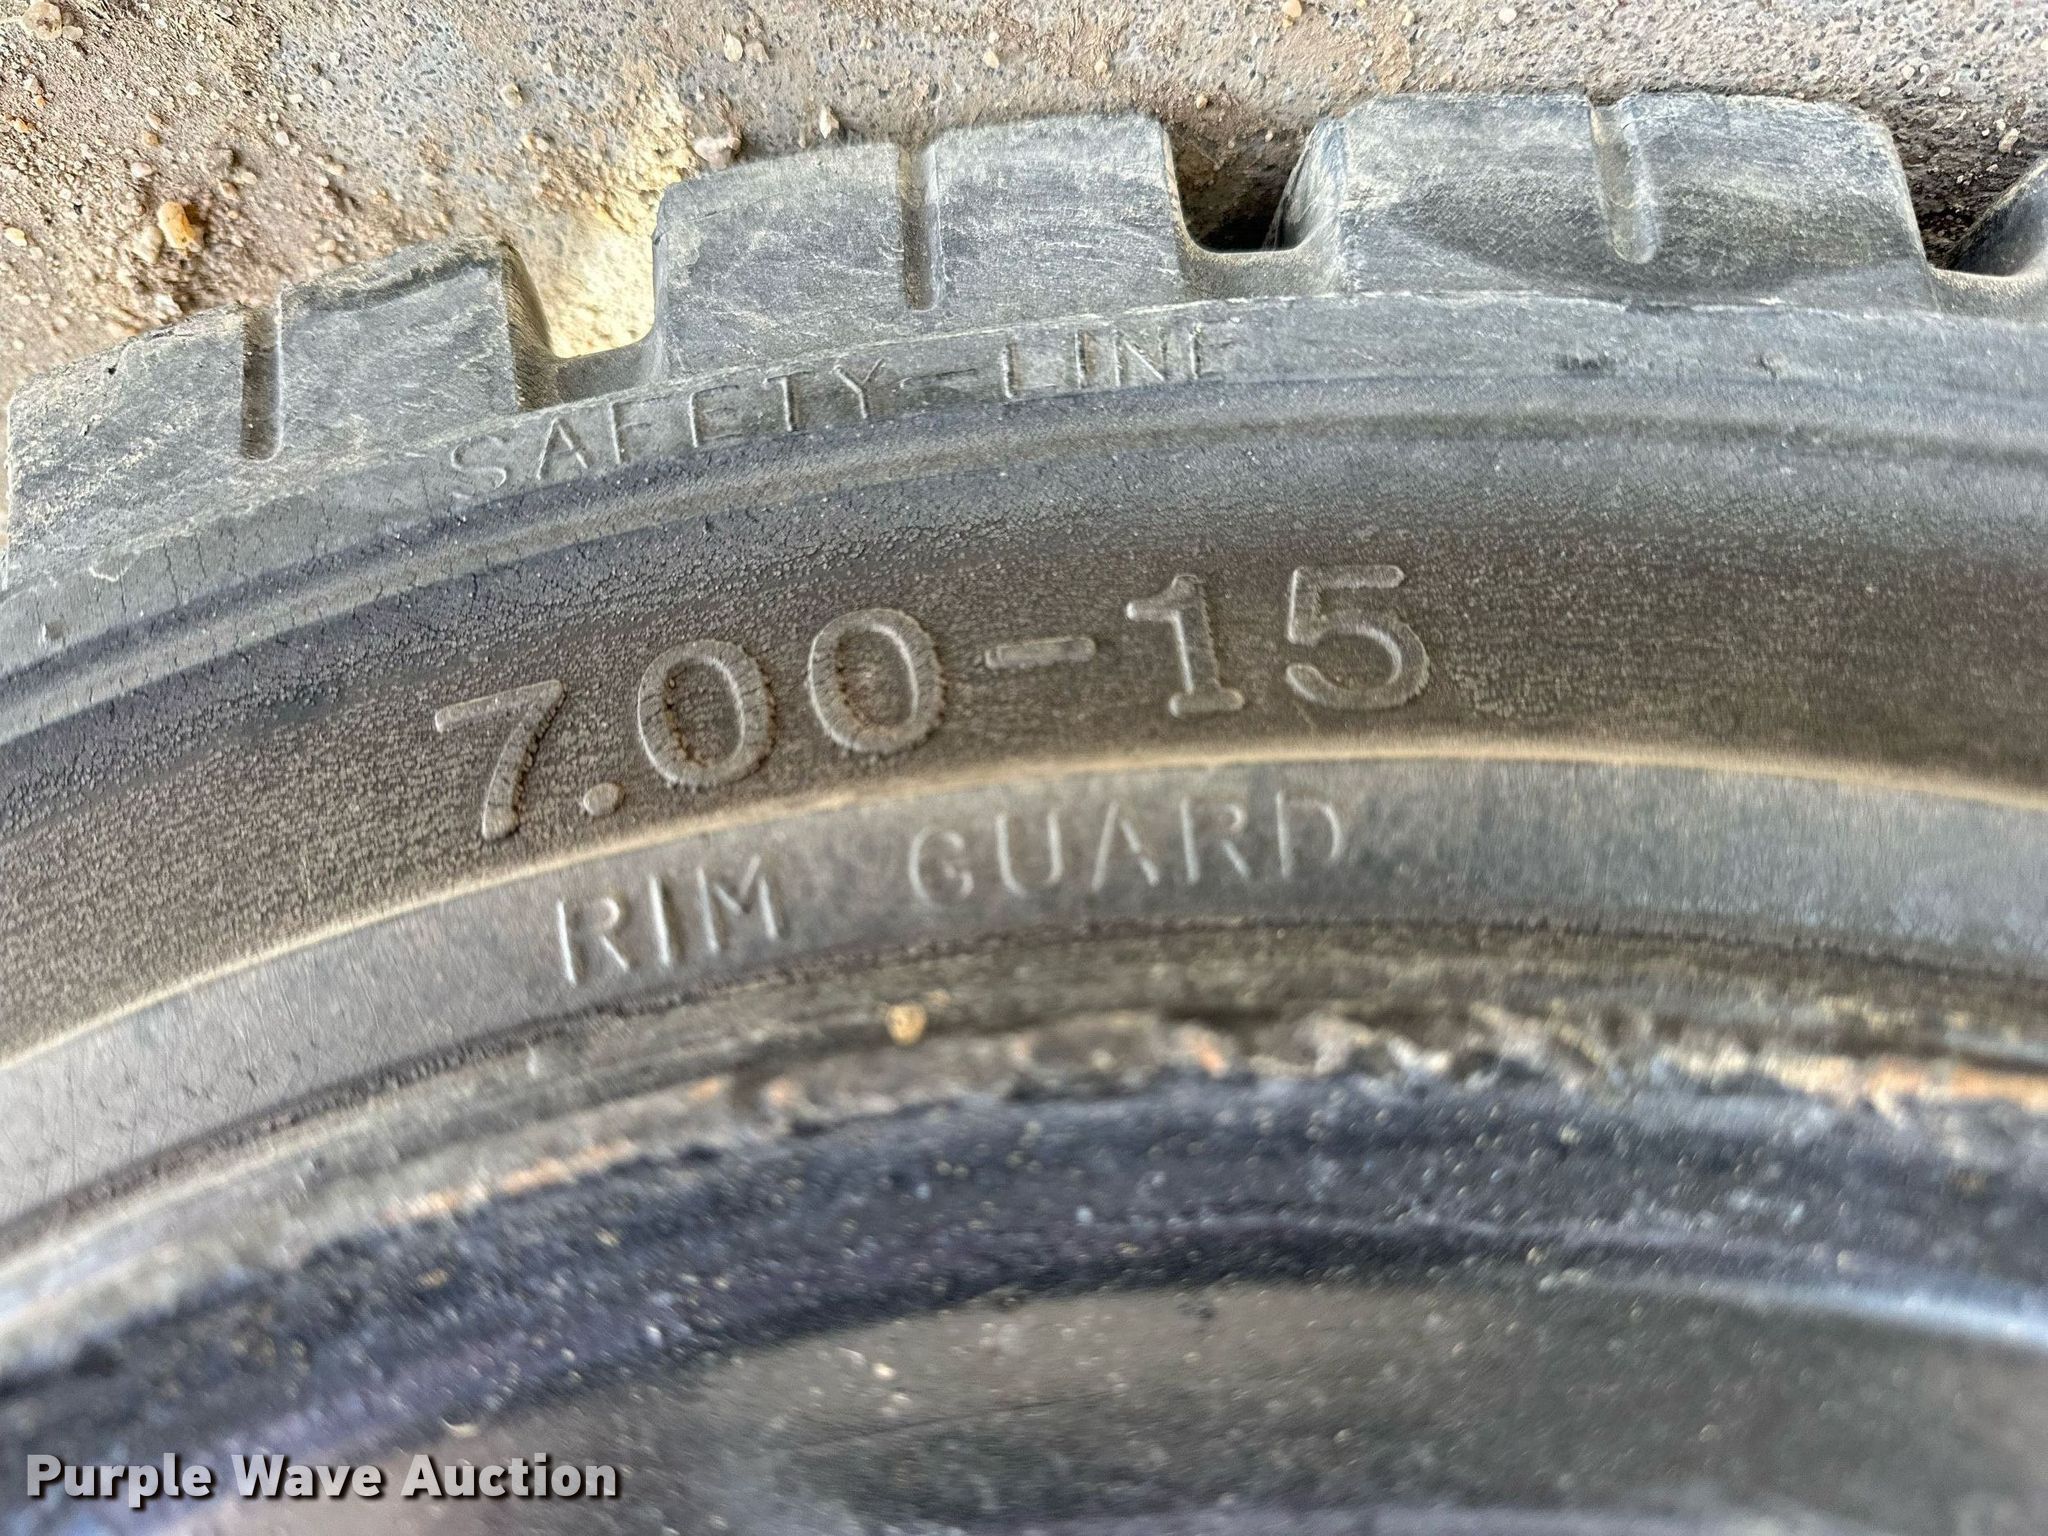 SAFETY-LINE
7.00-15
RIM GUARD
Purple Wave Auction